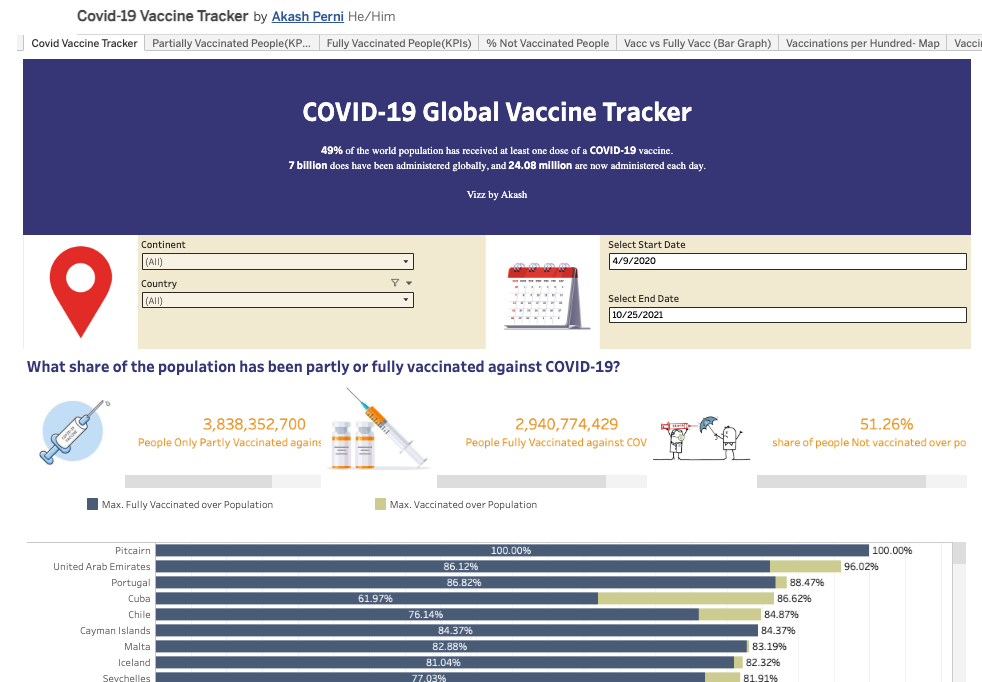 Covid-19 Vaccine Tracker by Akash Perni He/Him
Covid Vaccine Tracker Partially Vaccinated People(KP... Fully Vaccinated People(KPIs) % Not Vaccinated People Vacc vs Fully Vacc (Bar Graph) Vaccinations per Hundred- Map Vaccin
COVID-19 Global Vaccine Tracker
49% of the world population has received at least one dose of a COVID-19 vaccine.
7 billion does have been administered globally, and 24.08 million are now administered each day.
Vizz by Akash
Continent
(All)
Country
(All)
Select Start Date
4/9/2020
Select End Date
10/25/2021
What share of the population has been partly or fully vaccinated against COVID-19?
3,838,352,700
People Only Partly Vaccinated agains
2,940,774,429
People Fully Vaccinated against COV
51.26%
share of people Not vaccinated over po
Max. Fully Vaccinated over Population
Max. Vaccinated over Population
Pitcairn 100.00% 100.00%
United Arab Emirates 86.12% 96.02%
Portugal 86.82% 88.47%
Cuba 61.97% 86.62%
Chile 76.14% 84.87%
Cayman Islands 84.37% 84.37%
Malta 82.88% 83.19%
Iceland 81.04% 82.32%
Seychelles 77.03% 81.91%